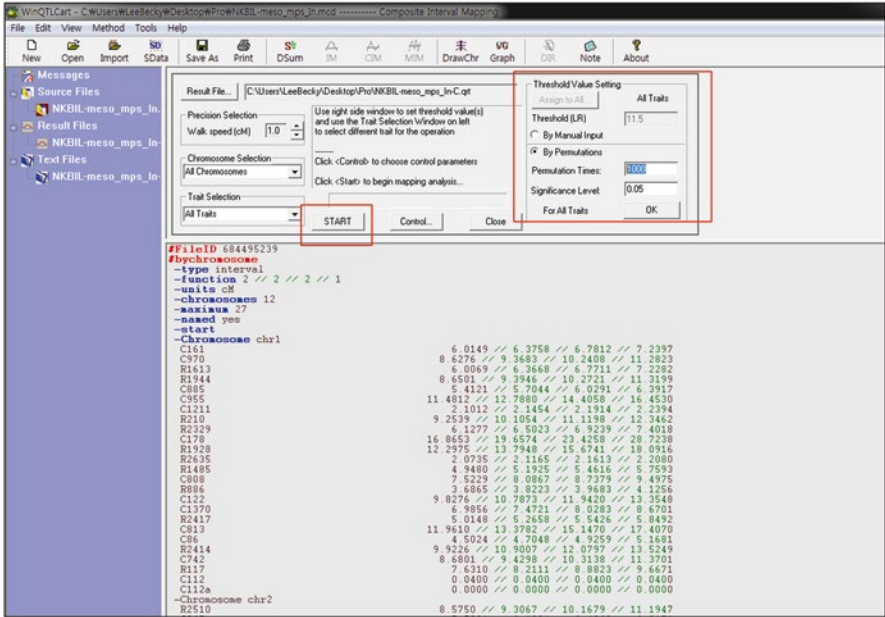 WinQTLCart - C:￦Users￦LeeBecky￦Desktop￦Pro￦NKBIL-meso_mps_In.mcd ---------- Composite Interval Mapping
File Edit View Method Tools Help
New Open Import SData Save As Print DSum IM CIM MIM DrawChr Graph DIR Note About
Messages
Source Files
NKBIL-meso_mps_In.
Result Files
NKBIL-meso_mps_In-
Text Files
NKBIL-meso_mps_In-
Result File... C:\Users\LeeBecky\Desktop\Pro\NKBIL-meso_mps_In-C.qrt
Precision Selection
Walk speed(cM) 1.0
Chromosome Selection
All Chromosomes
Trait Selection
All Traits
Use right side window to set threshold value(s)
and use the Trait Selection Window on left
to select different trait for the operation
------
Click <Control> to choose control parameters
Click <Start> to begin mapping analysis...
START Control... Close
Threshold Value Setting
Assign to All... All Traits
Threshold (LR) 11.5
By Manual Input
By Permutations
Permutation Times: 1000
Significance Level: 0.05
For All Traits OK
#FileID 684495239
#bychromosome
-type interval
-function 2 // 2 // 2 // 1
-units cM
-chromosomes 12
-maximum 27
-named yes
-start
-Chromosome chr1
C161 6.0149 // 6.3758 // 6.7812 // 7.2397
C970 8.6276 // 9.3683 // 10.2408 // 11.2823
R1613 6.0069 // 6.3668 // 6.7711 // 7.2282
R1944 8.6501 // 9.3946 // 10.2721 // 11.3199
C885 5.4121 // 5.7044 // 6.0291 // 6.3917
C955 11.4812 // 12.7880 // 14.4058 // 16.4530
C1211 2.1012 // 2.1454 // 2.1914 // 2.2394
R210 9.2539 // 10.1054 // 11.1198 // 12.3462
R2329 6.1277 // 6.5023 // 6.9239 // 7.4018
C178 16.8653 // 19.6574 // 23.4258 // 28.7238
R1928 12.2975 // 13.7948 // 15.6741 // 18.0916
R2635 2.0735 // 2.1165 // 2.1613 // 2.2080
R1485 4.9480 // 5.1925 // 5.4616 // 5.7593
C808 7.5229 // 8.0867 // 8.7379 // 9.4975
R886 3.6865 // 3.8223 // 3.9683 // 4.1256
C122 9.8276 // 10.7873 // 11.9420 // 13.3548
C1370 6.9856 // 7.4721 // 8.0283 // 8.6701
R2417 5.0148 // 5.2658 // 5.5426 // 5.8492
C813 11.9610 // 13.3782 // 15.1470 // 17.4070
C86 4.5024 // 4.7048 // 4.9259 // 5.1681
R2414 9.9226 // 10.9007 // 12.0797 // 13.5249
C742 8.6801 // 9.4298 // 10.3138 // 11.3701
R117 7.6310 // 8.2111 // 8.8823 // 9.6671
C112 0.0400 // 0.0400 // 0.0400 // 0.0400
C112a 0.0000 // 0.0000 // 0.0000 // 0.0000
-Chromosome chr2
R2510 8.5750 // 9.3067 // 10.1679 // 11.1947